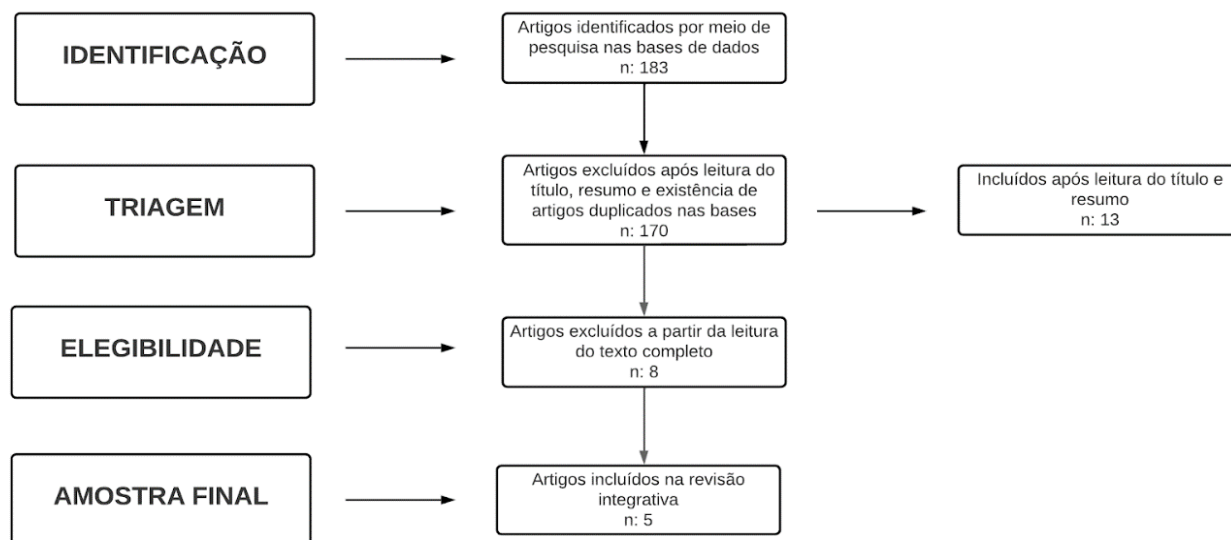 IDENTIFICAÇÃO
Artigos identificados por meio de
pesquisa nas bases de dados
n: 183
TRIAGEM
Artigos excluídos após leitura do
título, resumo e existência de
artigos duplicados nas bases
n: 170
Incluídos após leitura do título e
resumo
n: 13
ELEGIBILIDADE
Artigos excluídos a partir da leitura
do texto completo
n: 8
AMOSTRA FINAL
Artigos incluídos na revisão
integrativa
n: 5